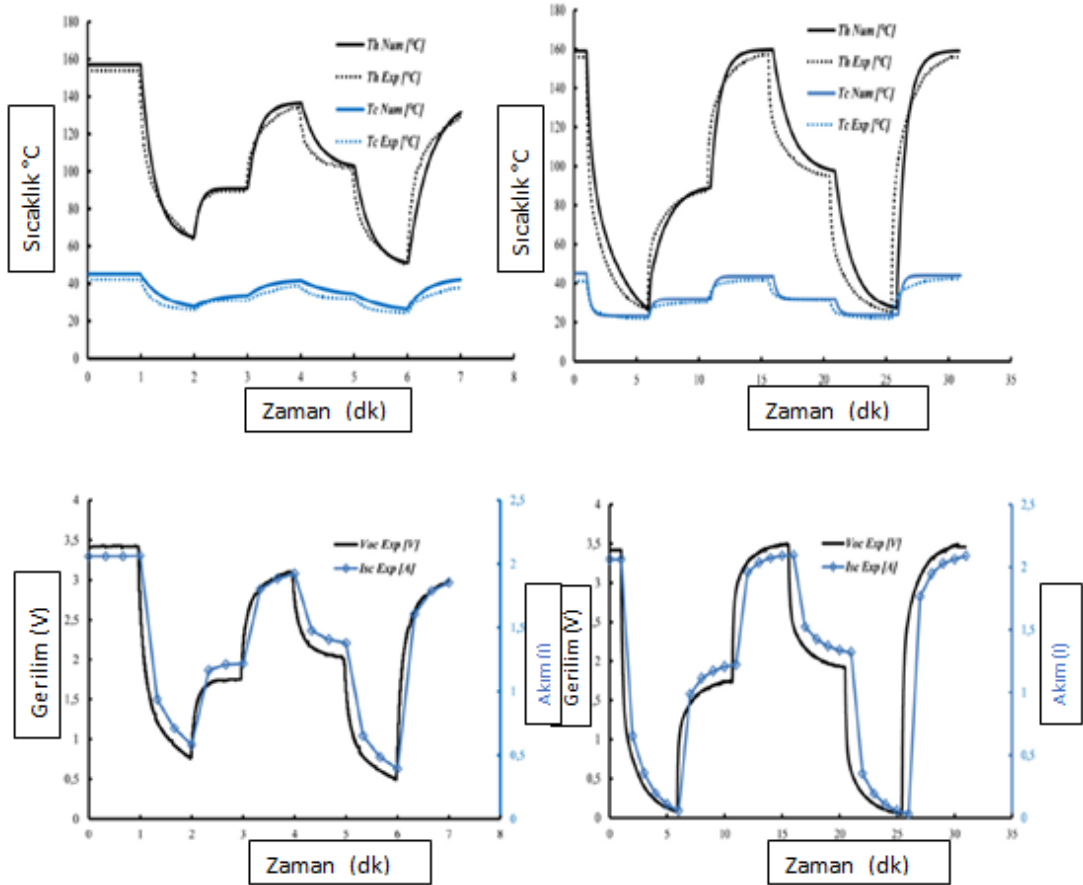 180
160
140
120
100
80
60
40
20
0
0 1 2 3 4 5 6 7 8
Th Num [°C]
Th Exp [°C]
Tc Num [°C]
Tc Exp [°C]
Sıcaklık °C
Zaman (dk)
180
160
140
120
100
80
60
40
20
0
0 5 10 15 20 25 30 35
Th Num [°C]
Th Exp [°C]
Tc Num [°C]
Tc Exp [°C]
Sıcaklık °C
Zaman (dk)
4
3,5
3
2,5
2
1,5
1
0,5
0
2,5
2
1,5
1
0,5
0
0 1 2 3 4 5 6 7 8
Voc Exp [V]
Isc Exp [A]
Gerilim (V)
Akım (I)
Zaman (dk)
4
3,5
3
2
1
0,5
0
2,5
2
1,5
1
0,5
0
0 5 10 15 20 25 30 35
Voc Exp [V]
Isc Exp [A]
Gerilim (V)
Akım (I)
Zaman (dk)